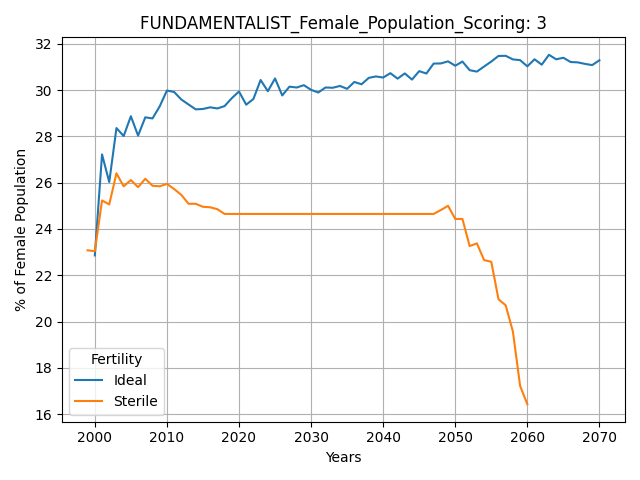 FUNDAMENTALIST_Female_Population_Scoring: 3
32
30
28
26
24
22
20
18
16
% of Female Population
Fertility
Ideal
Sterile
2000 2010 2020 2030 2040 2050 2060 2070
Years